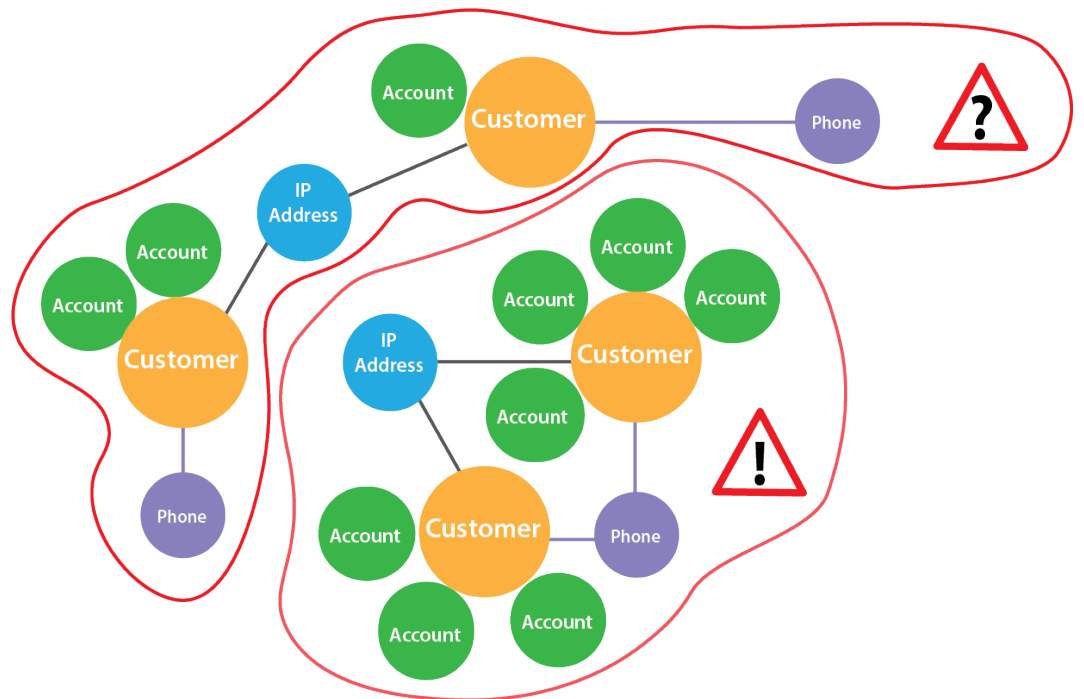 Account
Customer
Phone
?
IP
Address
Account
Account
Customer
Phone
Account
Account
Account
IP
Address
Customer
Account
!
Customer
Account
Phone
Account
Account